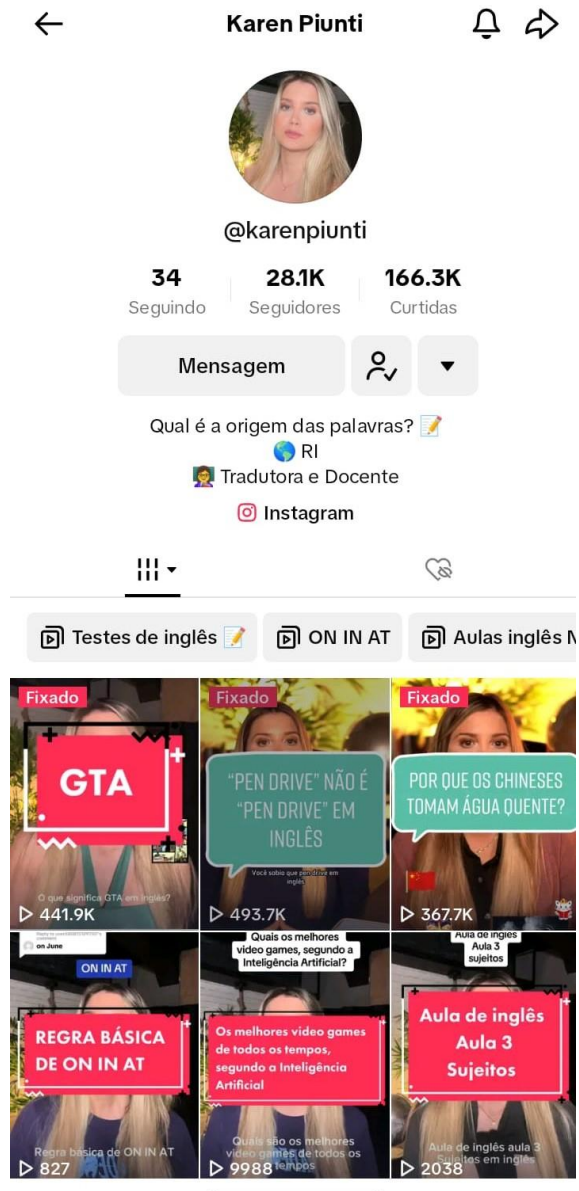 Karen Piunti
@karenpiunti
34
28.1K
166.3K
Seguindo
Seguidores
Curtidas
Mensagem
Qual é a origem das palavras? 📝
🌎 RI
👩‍🏫 Tradutora e Docente
Instagram
Testes de inglês 📝
ON IN AT
Aulas inglês N
Fixado
GTA
O que significa GTA em inglês?
441.9K
Fixado
“PEN DRIVE” NÃO É
“PEN DRIVE” EM
INGLÊS
Você sabia que pen drive em
inglês
493.7K
Fixado
POR QUE OS CHINESES
TOMAM ÁGUA QUENTE?
367.7K
on June
ON IN AT
REGRA BÁSICA
DE ON IN AT
Regra básica de ON IN AT
827
Quais os melhores
video games, segundo a
Inteligência Artificial?
Os melhores video games
de todos os tempos,
segundo a Inteligência
Artificial
Quais são os melhores
video games de todos os
tempos
9988
Aula de inglês
Aula 3
sujeitos
Aula de inglês
Aula 3
Sujeitos
Aula de inglês aula 3
Sujeitos em inglês
2038